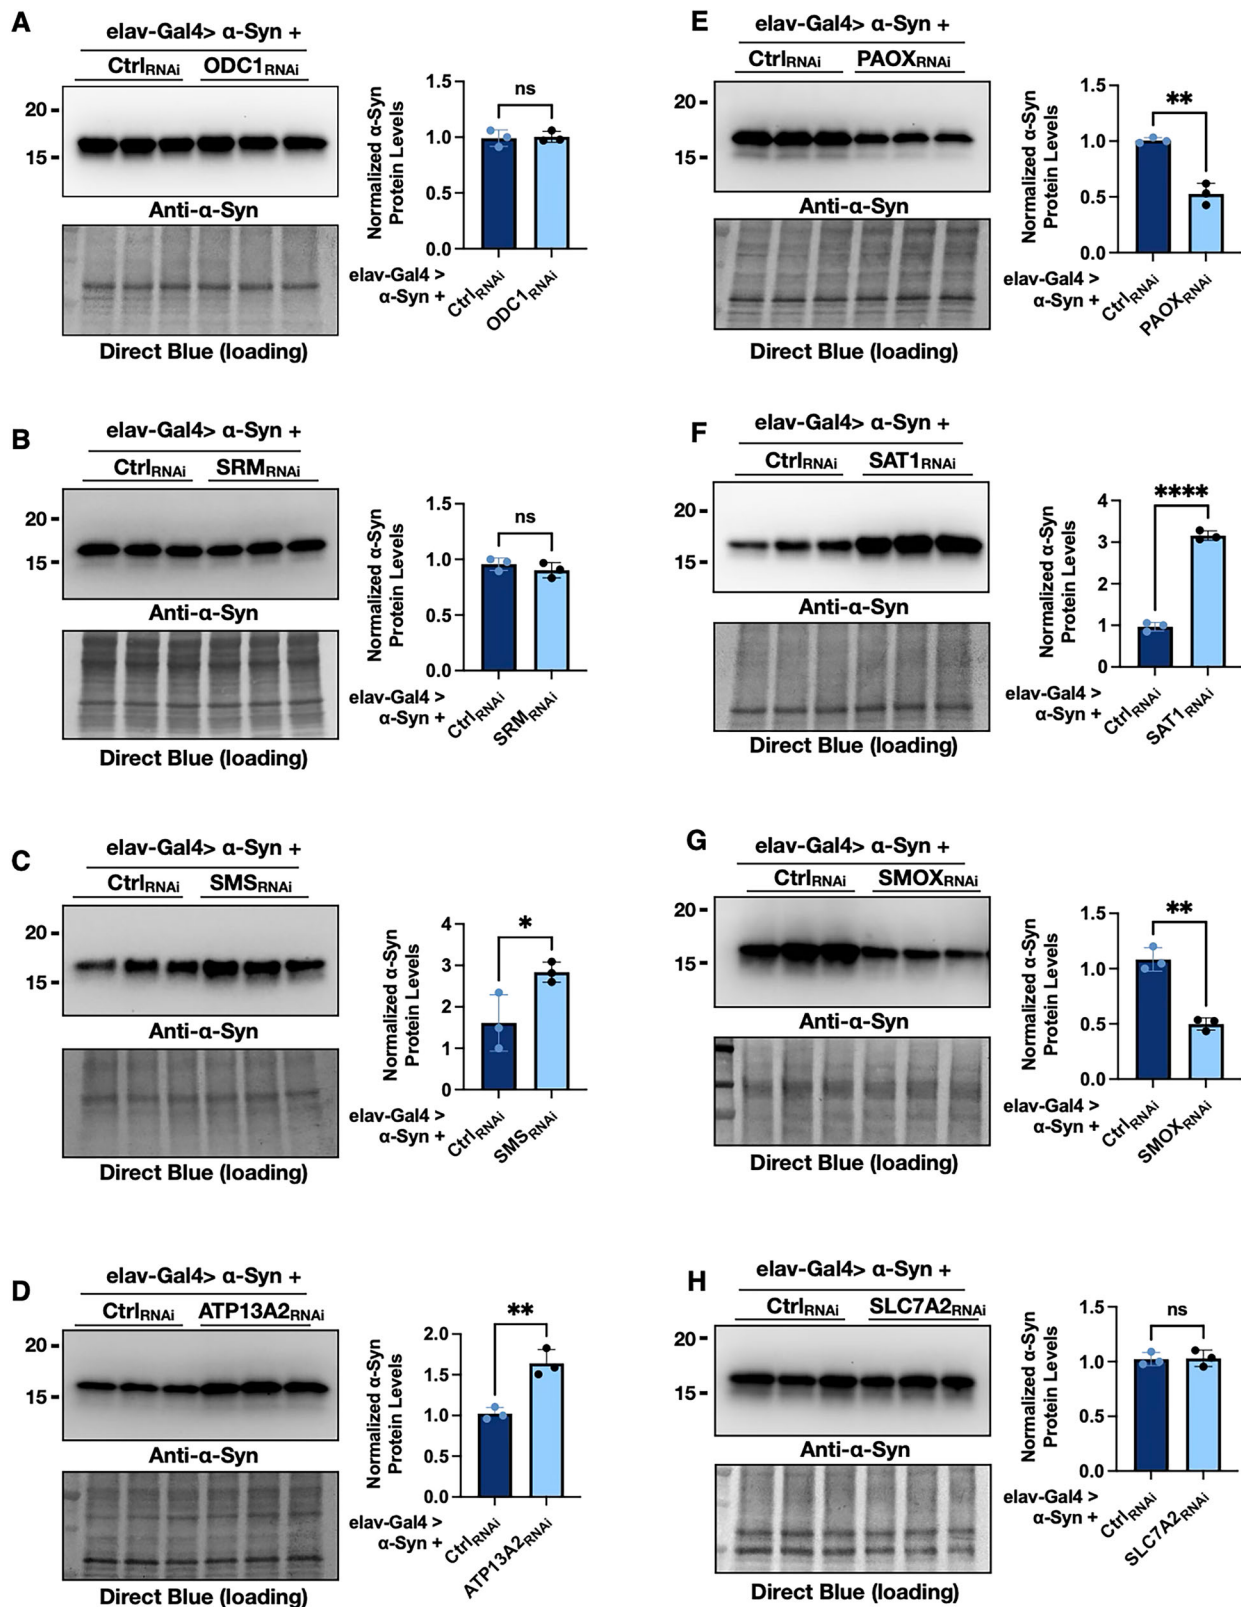 A
elav-Gal4> α-Syn +
CtrlRNAi ODC1RNAi
20
15
Anti-α-Syn
Direct Blue (loading)
Normalized α-Syn
Protein Levels
1.5
1.0
0.5
0.0
ns
elav-Gal4 >
α-Syn +
CtrlRNAi
ODC1RNAi
E
elav-Gal4> α-Syn +
CtrlRNAi PAOXRNAi
20
15
Anti-α-Syn
Direct Blue (loading)
Normalized α-Syn
Protein Levels
1.5
1.0
0.5
0.0
**
elav-Gal4 >
α-Syn +
CtrlRNAi
PAOXRNAi
B
elav-Gal4> α-Syn +
CtrlRNAi SRMRNAi
20
15
Anti-α-Syn
Direct Blue (loading)
Normalized α-Syn
Protein Levels
1.5
1.0
0.5
0.0
ns
elav-Gal4 >
α-Syn +
CtrlRNAi
SRMRNAi
F
elav-Gal4> α-Syn +
CtrlRNAi SAT1RNAi
20
15
Anti-α-Syn
Direct Blue (loading)
Normalized α-Syn
Protein Levels
4
3
2
1
0
****
elav-Gal4 >
α-Syn +
CtrlRNAi
SAT1RNAi
C
elav-Gal4> α-Syn +
CtrlRNAi SMSRNAi
20
15
Anti-α-Syn
Direct Blue (loading)
Normalized α-Syn
Protein Levels
4
3
2
1
0
*
elav-Gal4 >
α-Syn +
CtrlRNAi
SMSRNAi
G
elav-Gal4> α-Syn +
CtrlRNAi SMOXRNAi
20
15
Anti-α-Syn
Direct Blue (loading)
Normalized α-Syn
Protein Levels
1.5
1.0
0.5
0.0
**
elav-Gal4 >
α-Syn +
CtrlRNAi
SMOXRNAi
D
elav-Gal4> α-Syn +
CtrlRNAi ATP13A2RNAi
20
15
Anti-α-Syn
Direct Blue (loading)
Normalized α-Syn
Protein Levels
2.0
1.5
1.0
0.5
0.0
**
elav-Gal4 >
α-Syn +
CtrlRNAi
ATP13A2RNAi
H
elav-Gal4> α-Syn +
CtrlRNAi SLC7A2RNAi
20
15
Anti-α-Syn
Direct Blue (loading)
Normalized α-Syn
Protein Levels
1.5
1.0
0.5
0.0
ns
elav-Gal4 >
α-Syn +
CtrlRNAi
SLC7A2RNAi